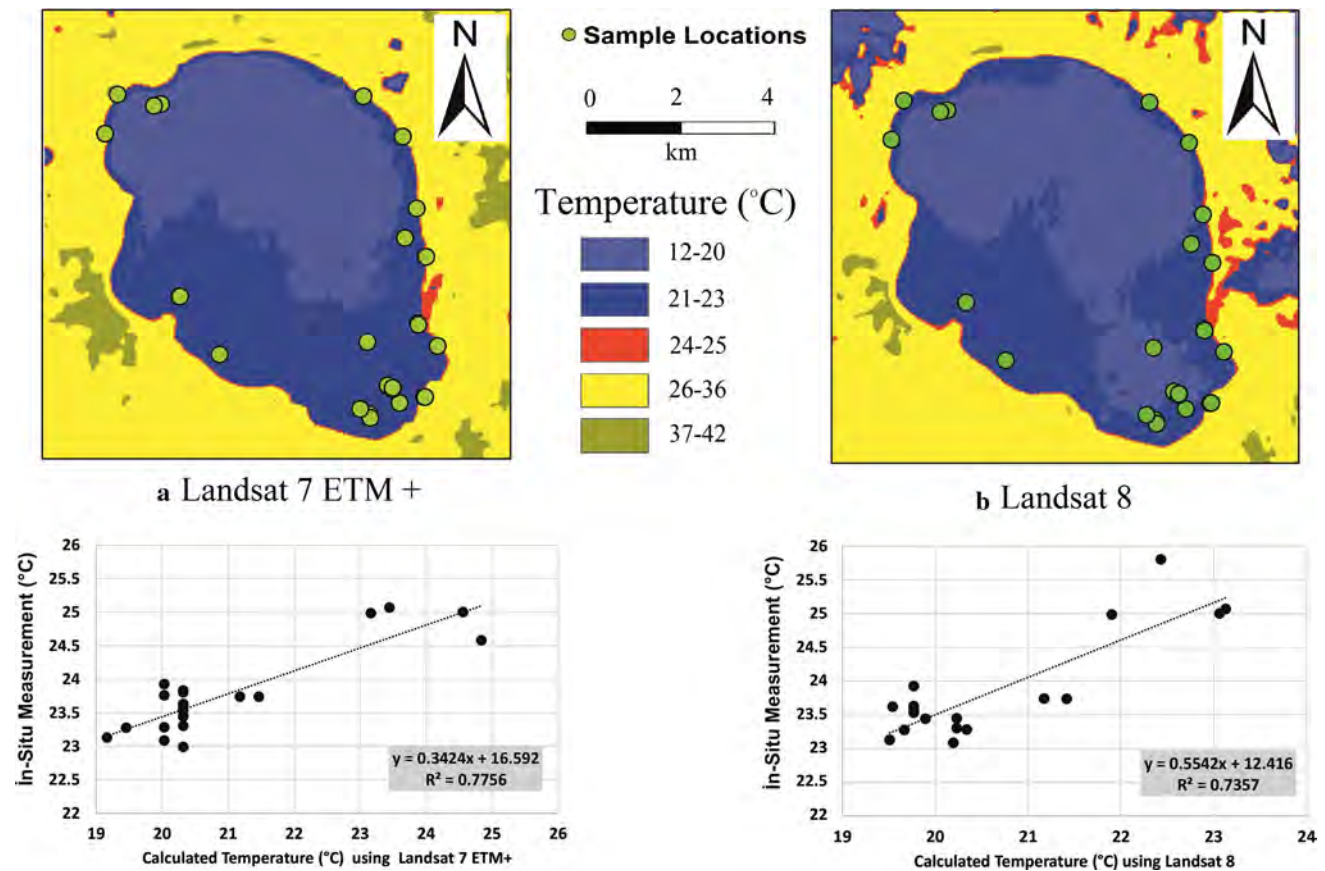 N
Sample Locations
0 2 4
km
Temperature (°C)
12-20
21-23
24-25
26-36
37-42
N
a Landsat 7 ETM +
b Landsat 8
in-Situ Measurement (°C)
26
25.5
25
24.5
24
23.5
23
22.5
22
y = 0.3424x + 16.592
R² = 0.7756
19 20 21 22 23 24 25 26
Calculated Temperature (°C) using Landsat 7 ETM+
in-Situ Measurement (°C)
26
25.5
25
24.5
24
23.5
23
22.5
22
y = 0.5542x + 12.416
R² = 0.7357
19 20 21 22 23 24
Calculated Temperature (°C) using Landsat 8